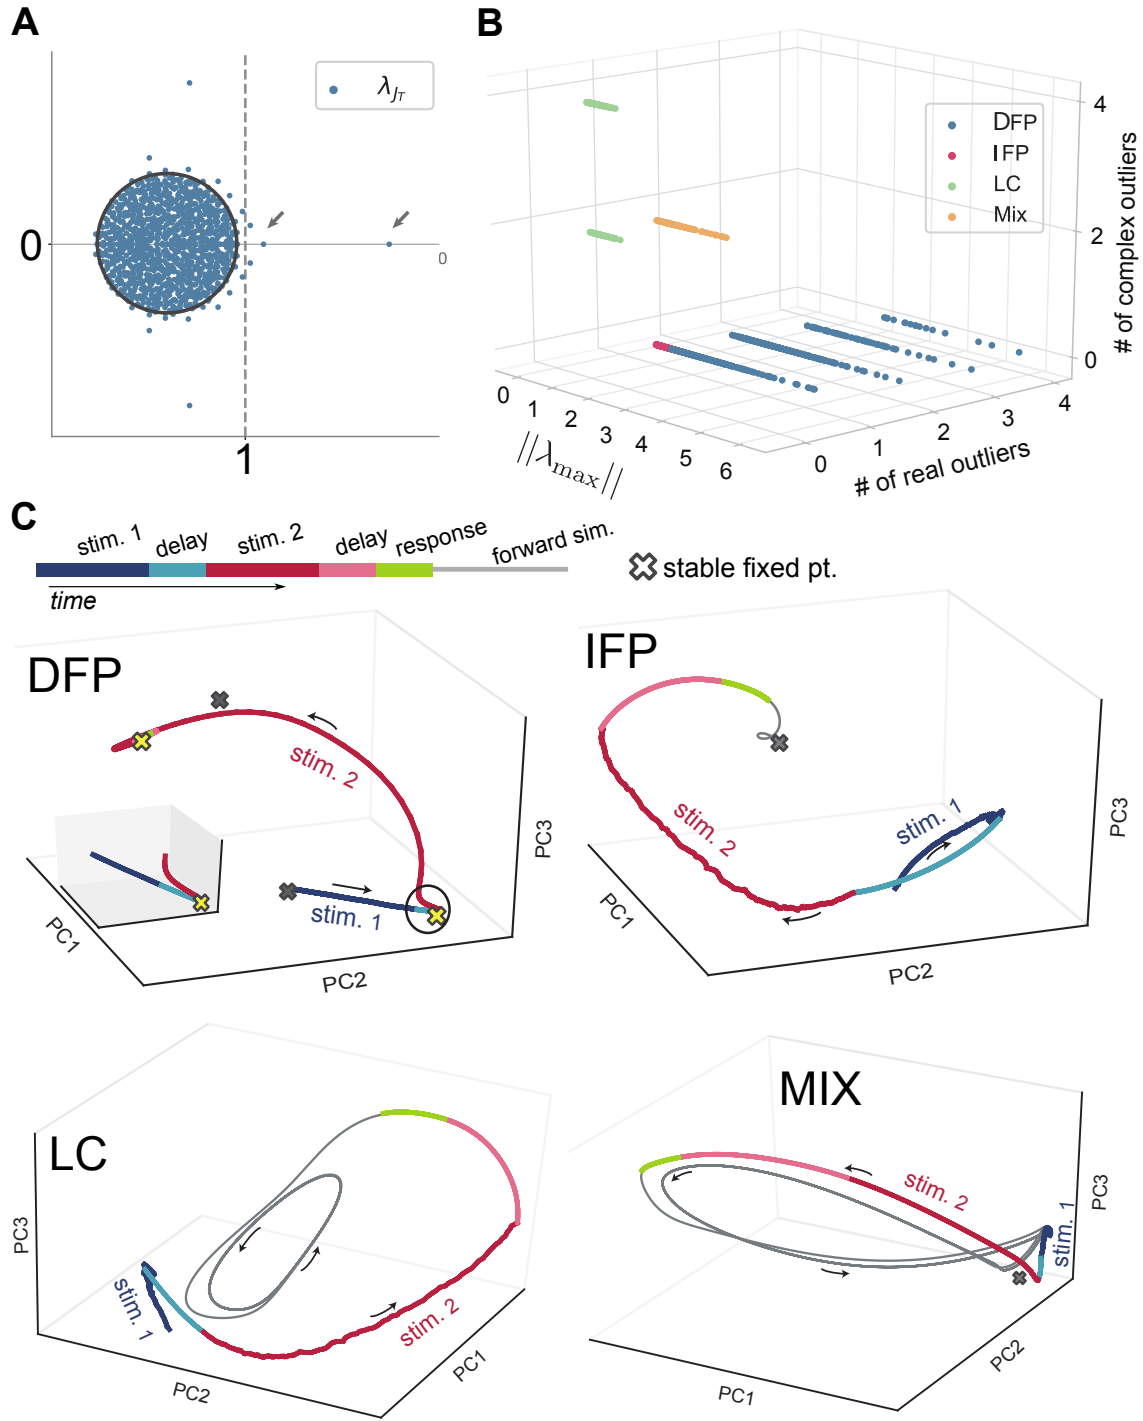 A
λ_{J_T}
0
0
1
B
DFP
IFP
LC
Mix
4
2
0
# of complex outliers
0
1
2
3
4
5
6
||λ_max||
0
1
2
3
4
# of real outliers
C
stim. 1
delay
stim. 2
delay
response
forward sim.
time
stable fixed pt.
DFP
stim. 2
stim. 1
PC1
PC2
PC3
IFP
stim. 1
stim. 2
PC1
PC2
PC3
LC
stim. 1
stim. 2
PC3
PC2
PC1
MIX
stim. 2
stim. 1
PC3
PC2
PC1